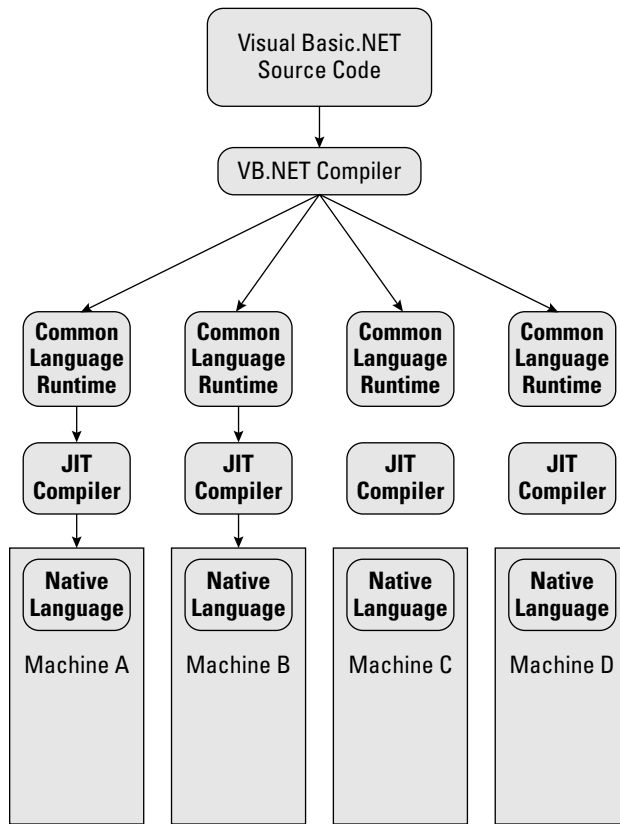 Visual Basic.NET
Source Code
VB.NET Compiler
Common
Language
Runtime
Common
Language
Runtime
Common
Language
Runtime
Common
Language
Runtime
JIT
Compiler
JIT
Compiler
JIT
Compiler
JIT
Compiler
Native
Language
Native
Language
Native
Language
Native
Language
Machine A
Machine B
Machine C
Machine D